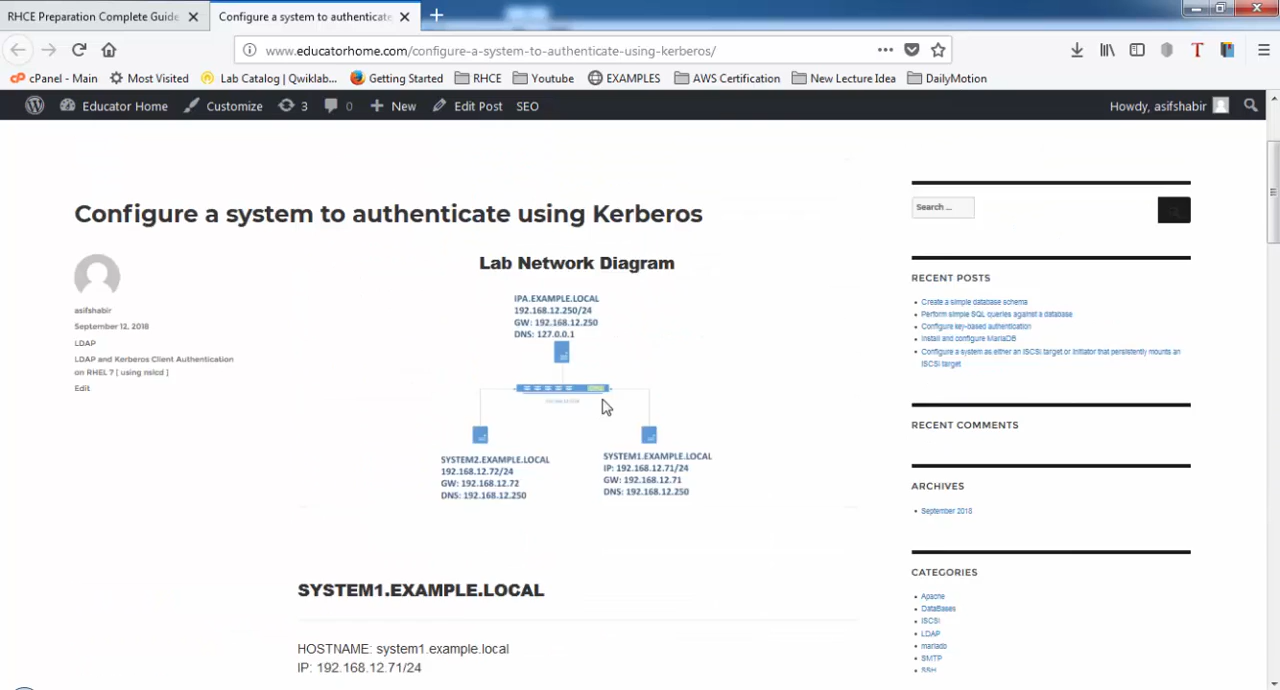 RHCE Preparation Complete Guide
Configure a system to authenticate
www.educatorhome.com/configure-a-system-to-authenticate-using-kerberos/
cPanel - Main
Most Visited
Lab Catalog | Qwiklab...
Getting Started
RHCE
Youtube
EXAMPLES
AWS Certification
New Lecture Idea
DailyMotion
Educator Home
Customize
3
0
New
Edit Post
SEO
Howdy, asifshabir
Configure a system to authenticate using Kerberos
asifshabir
September 12, 2018
LDAP
LDAP and Kerberos Client Authentication
on RHEL 7 [ using nslcd ]
Edit
Lab Network Diagram
IPA.EXAMPLE.LOCAL
192.168.12.250/24
GW: 192.168.12.250
DNS: 127.0.0.1
SYSTEM2.EXAMPLE.LOCAL
192.168.12.72/24
GW: 192.168.12.72
DNS: 192.168.12.250
SYSTEM1.EXAMPLE.LOCAL
IP: 192.168.12.71/24
GW: 192.168.12.71
DNS: 192.168.12.250
SYSTEM1.EXAMPLE.LOCAL
HOSTNAME: system1.example.local
IP: 192.168.12.71/24
Search ...
RECENT POSTS
Create a simple database schema
Perform simple SQL queries against a database
Configure key-based authentication
Install and configure MariaDB
Configure a system as either an iSCSI target or initiator that persistently mounts an
iSCSI target
RECENT COMMENTS
ARCHIVES
September 2018
CATEGORIES
Apache
DataBases
iSCSI
LDAP
mariadb
SMTP
SSH